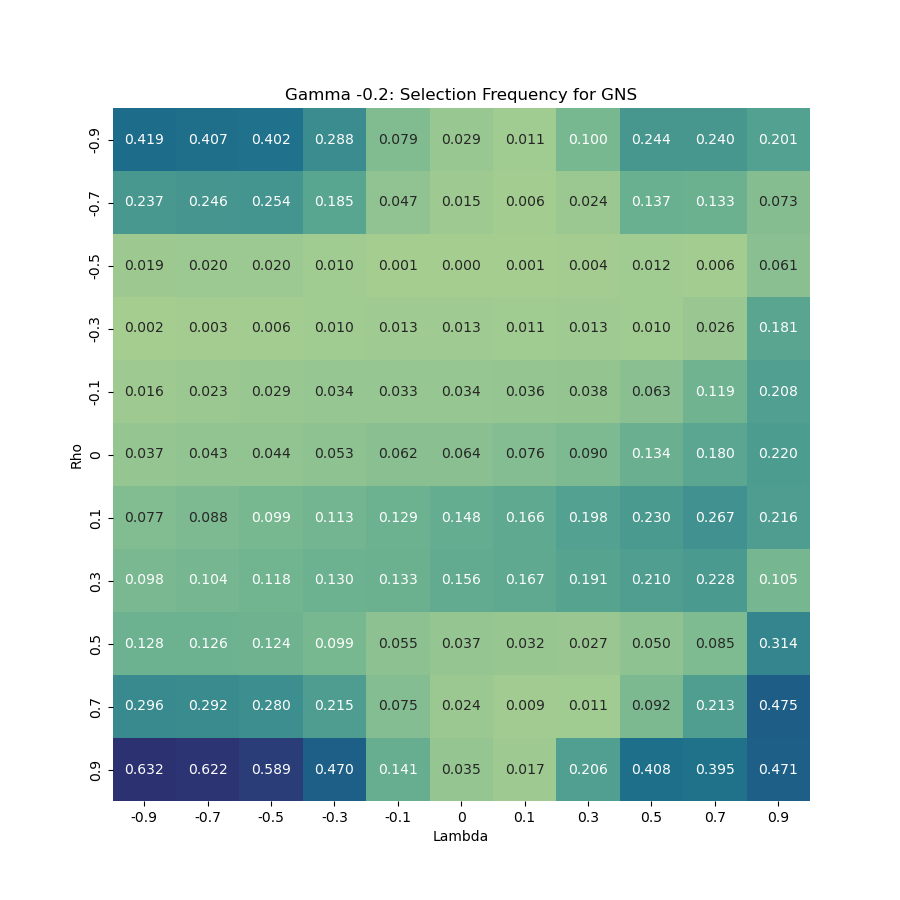 Gamma -0.2: Selection Frequency for GNS
-0.9 0.419 0.407 0.402 0.288 0.079 0.029 0.011 0.100 0.244 0.240 0.201
-0.7 0.237 0.246 0.254 0.185 0.047 0.015 0.006 0.024 0.137 0.133 0.073
-0.5 0.019 0.020 0.020 0.010 0.001 0.000 0.001 0.004 0.012 0.006 0.061
-0.3 0.002 0.003 0.006 0.010 0.013 0.013 0.011 0.013 0.010 0.026 0.181
-0.1 0.016 0.023 0.029 0.034 0.033 0.034 0.036 0.038 0.063 0.119 0.208
Rho
0 0.037 0.043 0.044 0.053 0.062 0.064 0.076 0.090 0.134 0.180 0.220
0.1 0.077 0.088 0.099 0.113 0.129 0.148 0.166 0.198 0.230 0.267 0.216
0.3 0.098 0.104 0.118 0.130 0.133 0.156 0.167 0.191 0.210 0.228 0.105
0.5 0.128 0.126 0.124 0.099 0.055 0.037 0.032 0.027 0.050 0.085 0.314
0.7 0.296 0.292 0.280 0.215 0.075 0.024 0.009 0.011 0.092 0.213 0.475
0.9 0.632 0.622 0.589 0.470 0.141 0.035 0.017 0.206 0.408 0.395 0.471
-0.9 -0.7 -0.5 -0.3 -0.1 0 0.1 0.3 0.5 0.7 0.9
Lambda